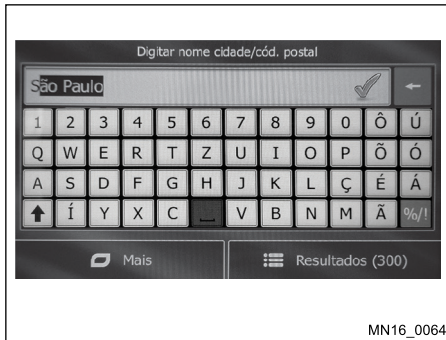 Digitar nome cidade/cód. postal
São Paulo
1 2 3 4 5 6 7 8 9 0 Ô Ú
Q W E R T Z U I O P Õ Ó
A S D F G H J K L Ç É Á
Í Y X C V B N M Ã %/!
Mais
Resultados (300)
MN16_0064